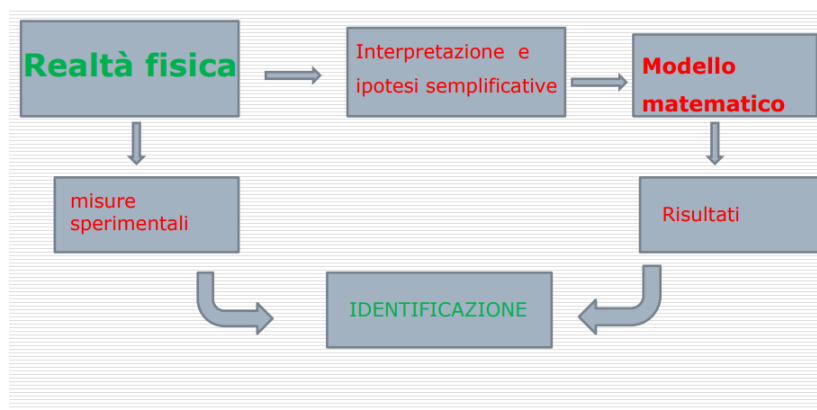 Realtà fisica
Interpretazione e
ipotesi semplificative
Modello
matematico
misure
sperimentali
Risultati
IDENTIFICAZIONE